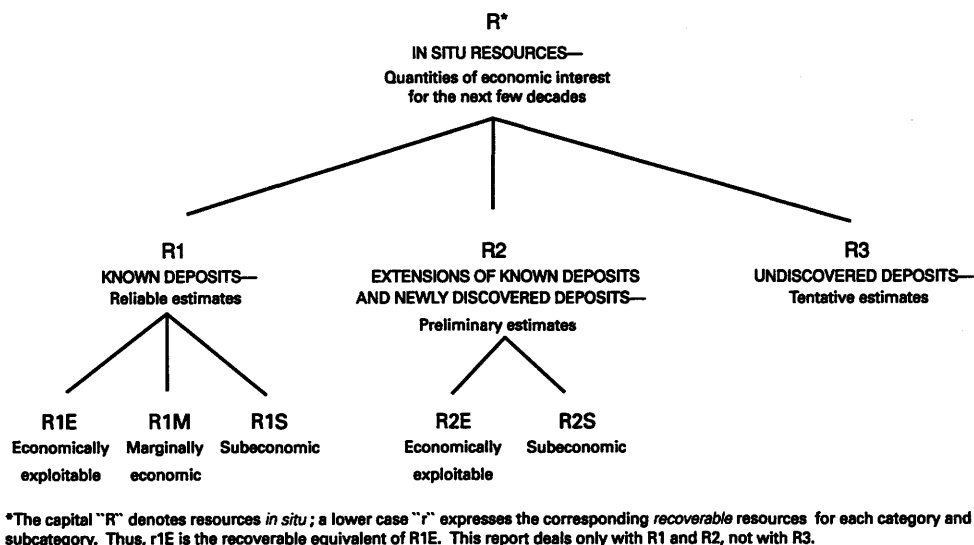 R*
IN SITU RESOURCES—
Quantities of economic interest
for the next few decades
R1
KNOWN DEPOSITS—
Reliable estimates
R2
EXTENSIONS OF KNOWN DEPOSITS
AND NEWLY DISCOVERED DEPOSITS—
Preliminary estimates
R3
UNDISCOVERED DEPOSITS—
Tentative estimates
R1E
Economically
exploitable
R1M
Marginally
economic
R1S
Subeconomic
R2E
Economically
exploitable
R2S
Subeconomic
*The capital "R" denotes resources in situ; a lower case "r" expresses the corresponding recoverable resources for each category and
subcategory. Thus, r1E is the recoverable equivalent of R1E. This report deals only with R1 and R2, not with R3.